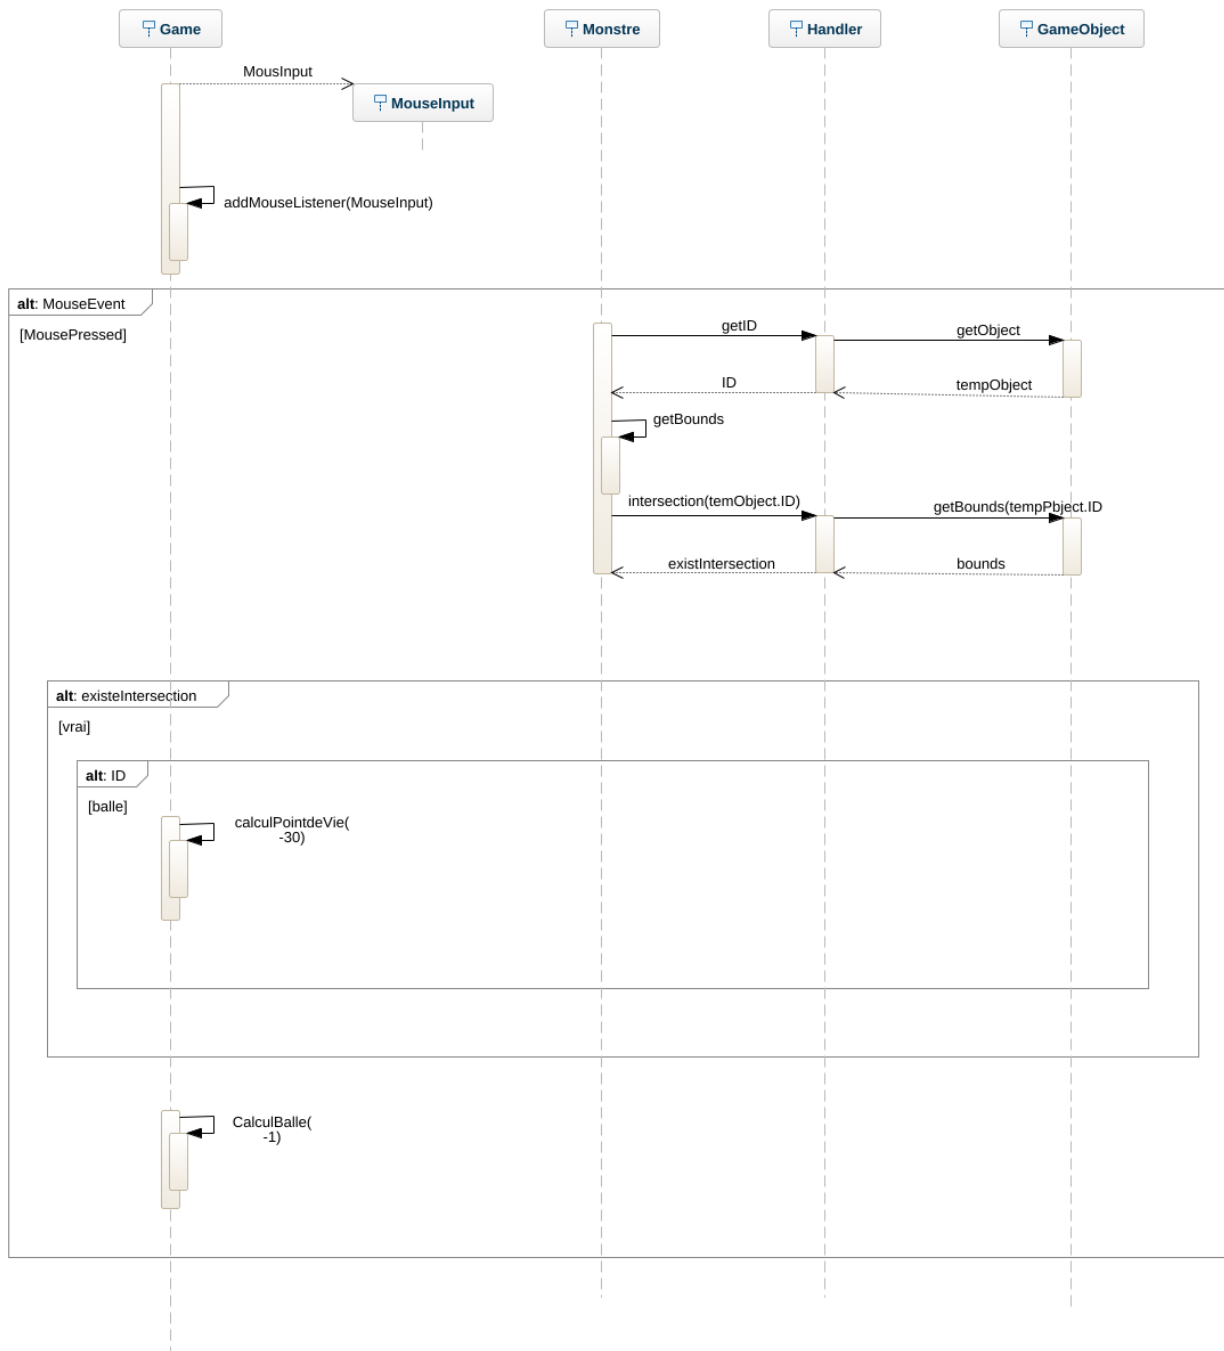 Game
Monstre
Handler
GameObject
MousInput
MouseInput
addMouseListener(MouseInput)
alt: MouseEvent
[MousePressed]
getID
getObject
ID
tempObject
getBounds
intersection(temObject.ID)
getBounds(tempPbject.ID
existIntersection
bounds
alt: existeIntersection
[vrai]
alt: ID
[balle]
calculPointdeVie(
-30)
CalculBalle(
-1)